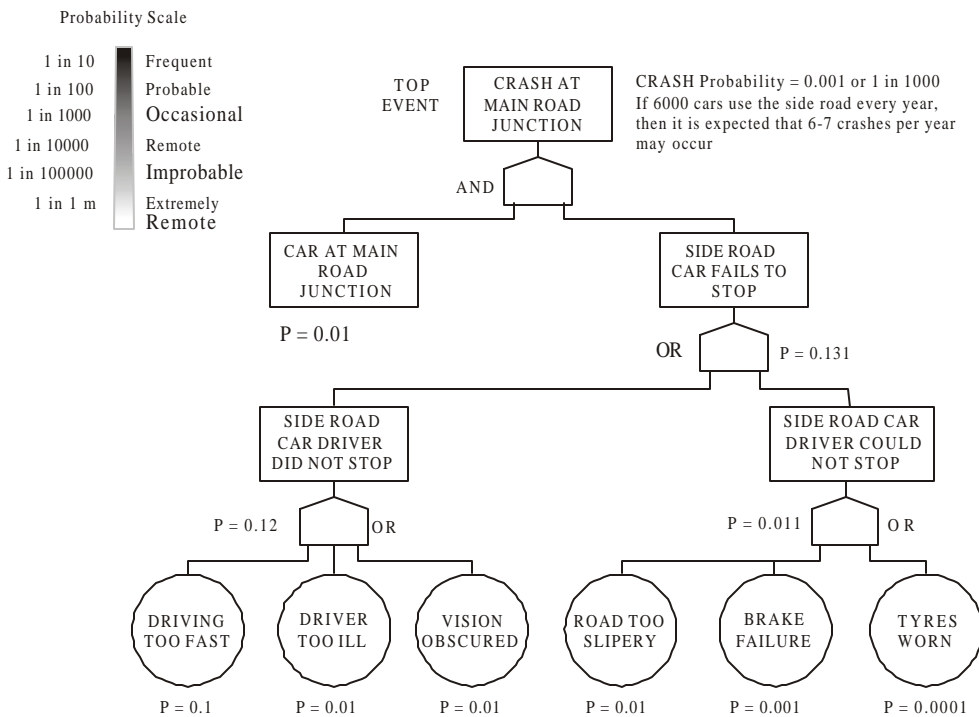 Probability Scale
1 in 10 Frequent
1 in 100 Probable
1 in 1000 Occasional
1 in 10000 Remote
1 in 100000 Improbable
1 in 1 m Extremely
Remote
TOP
EVENT
CRASH AT
MAIN ROAD
JUNCTION
CRASH Probability = 0.001 or 1 in 1000
If 6000 cars use the side road every year,
then it is expected that 6-7 crashes per year
may occur
AND
CAR AT MAIN
ROAD
JUNCTION
P = 0.01
SIDE ROAD
CAR FAILS TO
STOP
OR
P = 0.131
SIDE ROAD
CAR DRIVER
DID NOT STOP
P = 0.12
OR
SIDE ROAD CAR
DRIVER COULD
NOT STOP
P = 0.011
OR
DRIVING
TOO FAST
DRIVER
TOO ILL
VISION
OBSCURED
ROAD TOO
SLIPERY
BRAKE
FAILURE
TYRES
WORN
P = 0.1
P = 0.01
P = 0.01
P = 0.01
P = 0.001
P = 0.0001